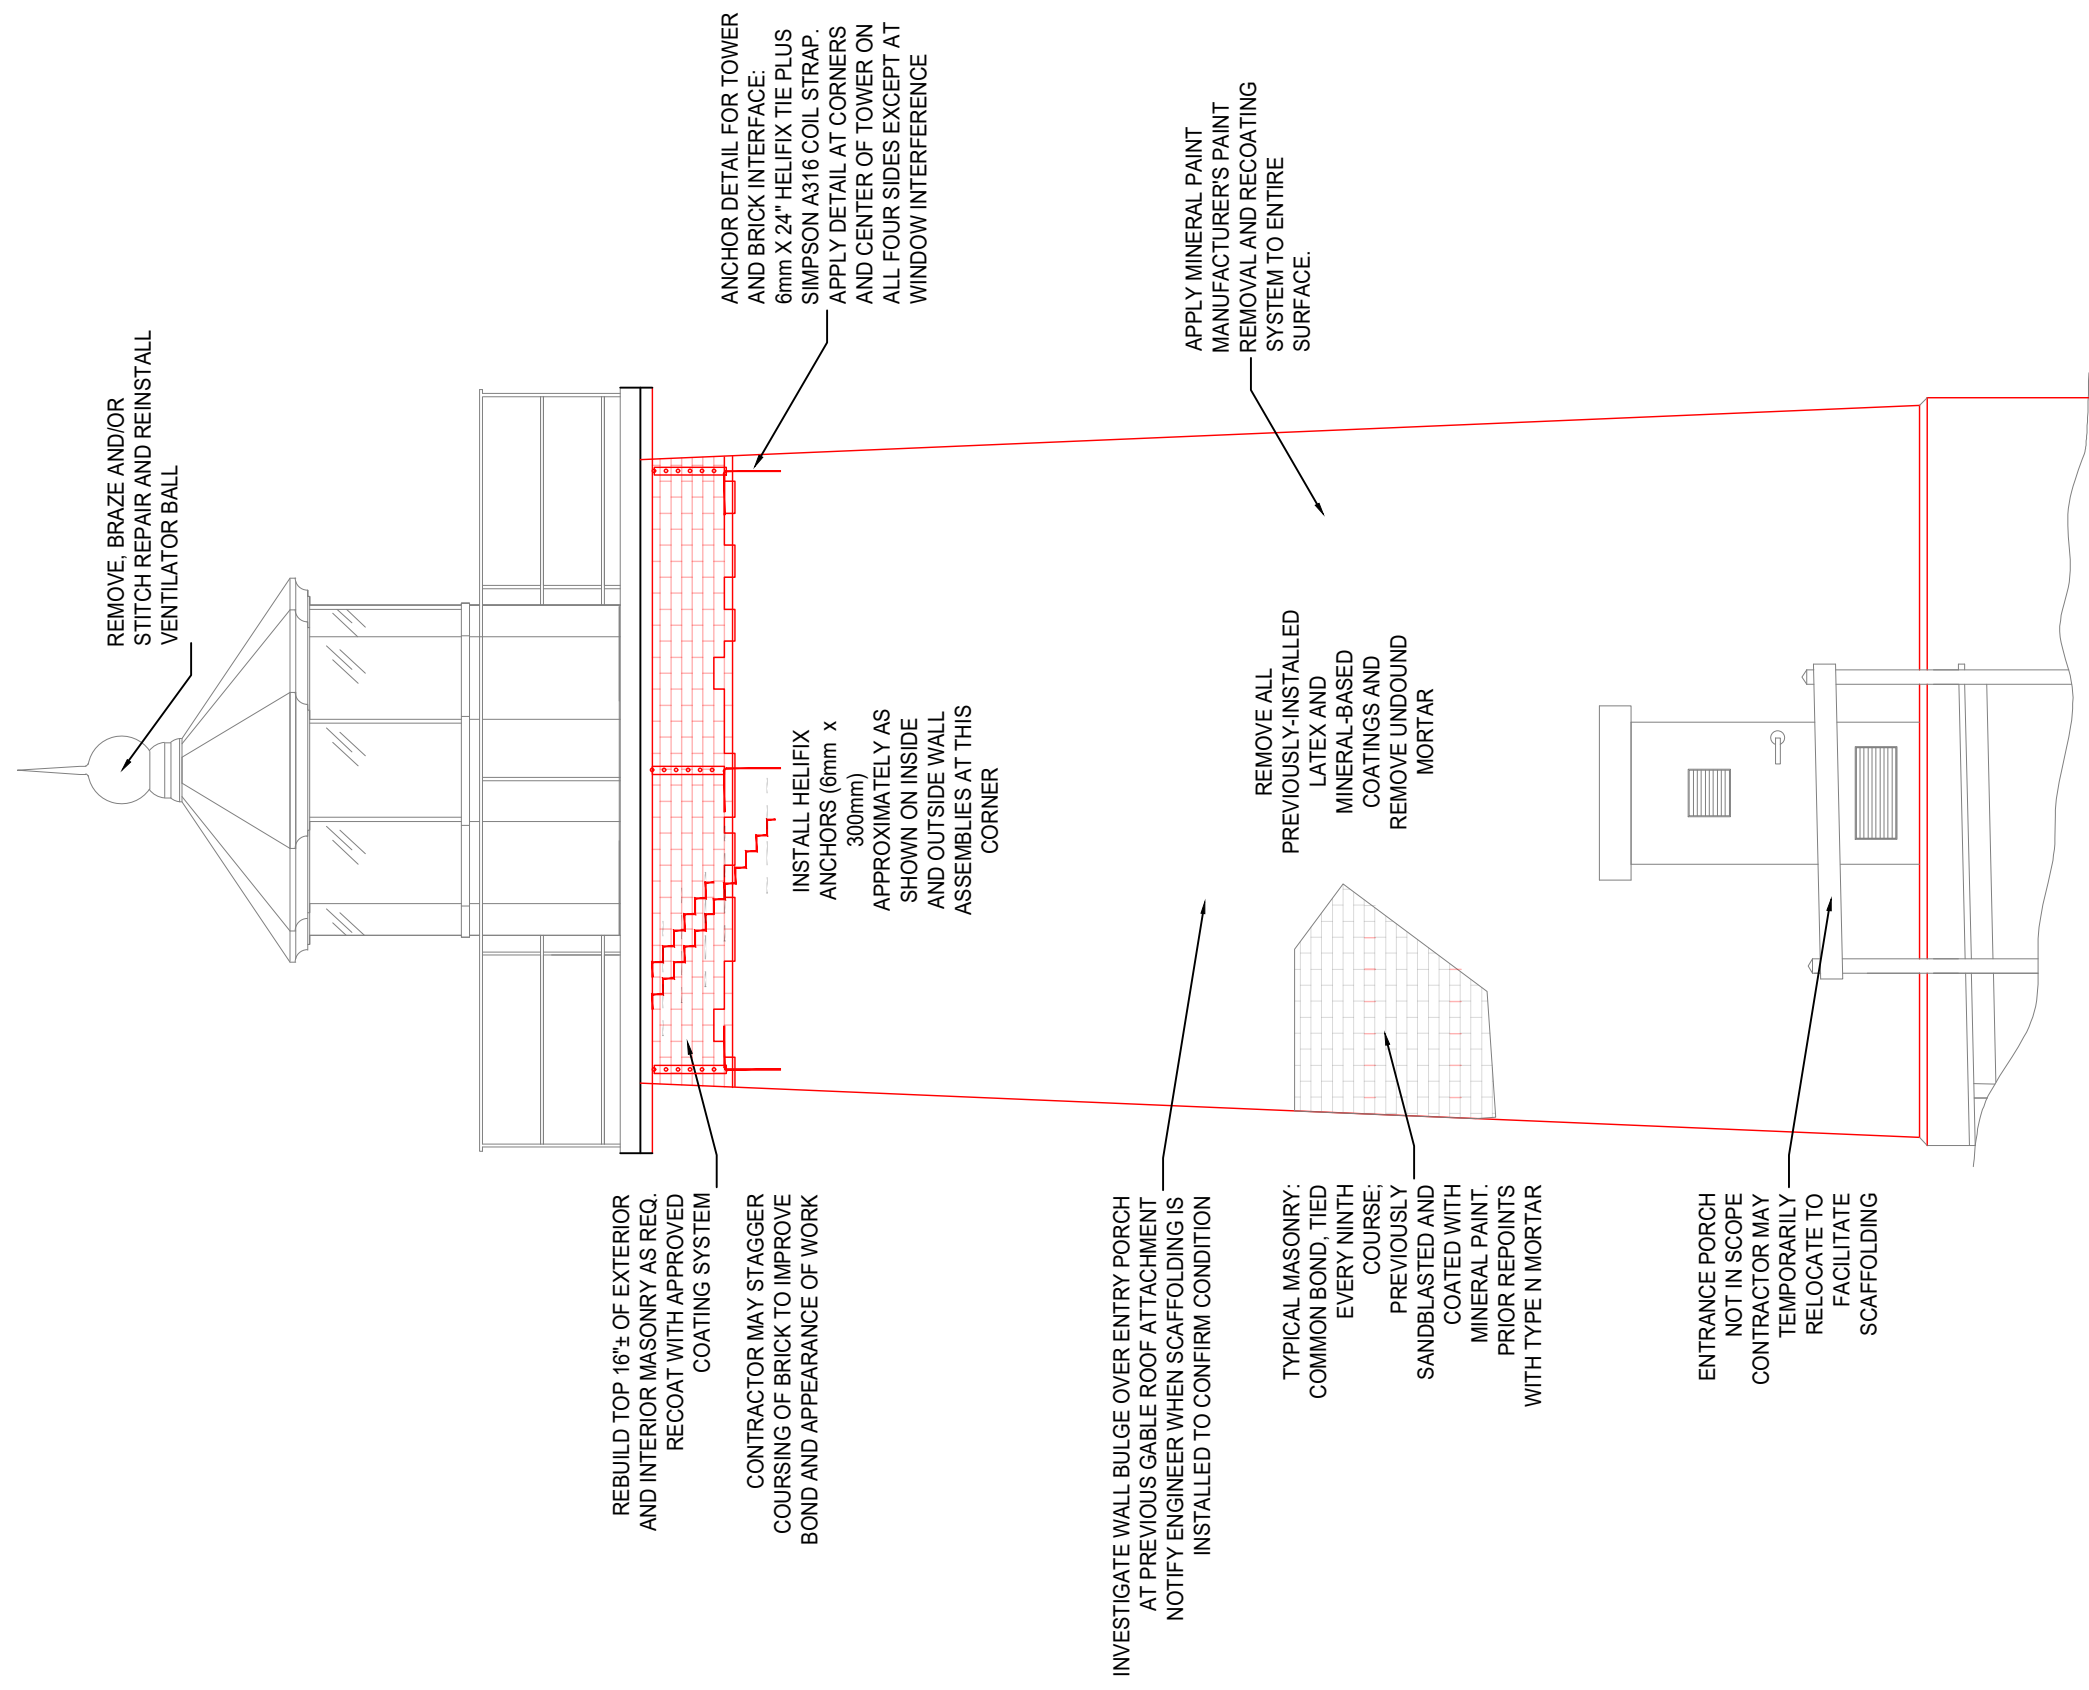 REMOVE, BRAZE AND/OR
STITCH REPAIR AND REINSTALL
VENTILATOR BALL
ANCHOR DETAIL FOR TOWER
AND BRICK INTERFACE:
6mm X 24" HELIFIX TIE PLUS
SIMPSON A316 COIL STRAP.
APPLY DETAIL AT CORNERS
AND CENTER OF TOWER ON
ALL FOUR SIDES EXCEPT AT
WINDOW INTERFERENCE
REBUILD TOP 16"± OF EXTERIOR
AND INTERIOR MASONRY AS REQ.
RECOAT WITH APPROVED
COATING SYSTEM
CONTRACTOR MAY STAGGER
COURSING OF BRICK TO IMPROVE
BOND AND APPEARANCE OF WORK
INSTALL HELIFIX
ANCHORS (6mm x
300mm)
APPROXIMATELY AS
SHOWN ON INSIDE
AND OUTSIDE WALL
ASSEMBLIES AT THIS
CORNER
APPLY MINERAL PAINT
MANUFACTURER'S PAINT
REMOVAL AND RECOATING
SYSTEM TO ENTIRE
SURFACE.
INVESTIGATE WALL BULGE OVER ENTRY PORCH
AT PREVIOUS GABLE ROOF ATTACHMENT
NOTIFY ENGINEER WHEN SCAFFOLDING IS
INSTALLED TO CONFIRM CONDITION
REMOVE ALL
PREVIOUSLY-INSTALLED
LATEX AND
MINERAL-BASED
COATINGS AND
REMOVE UNDOUND
MORTAR
TYPICAL MASONRY:
COMMON BOND, TIED
EVERY NINTH
COURSE;
PREVIOUSLY
SANDBLASTED AND
COATED WITH
MINERAL PAINT.
PRIOR REPOINTS
WITH TYPE N MORTAR
ENTRANCE PORCH
NOT IN SCOPE
CONTRACTOR MAY
TEMPORARILY
RELOCATE TO
FACILITATE
SCAFFOLDING